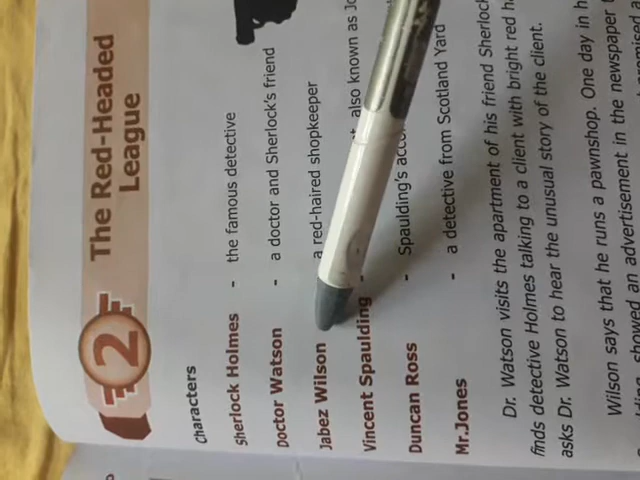 2
The Red-Headed
League
Characters
Sherlock Holmes - the famous detective
Doctor Watson - a doctor and Sherlock's friend
Jabez Wilson a red-haired shopkeeper
Vincent Spaulding - also known as
Duncan Ross - Spaulding's
Mr.Jones - a detective from Scotland Yard
Dr. Watson visits the apartment of his friend Sherlock
finds detective Holmes talking to a client with bright red
asks Dr. Watson to hear the unusual story of the client.
Wilson says that he runs a pawnshop. One day in
showed an advertisement in the newspaper